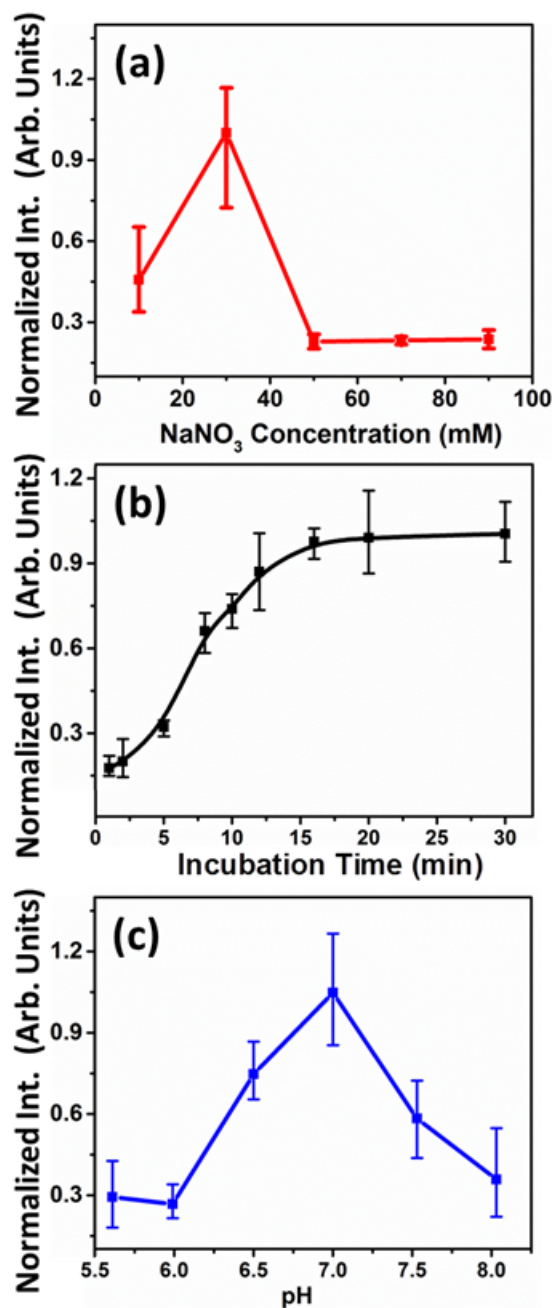 (a)
Normalized Int. (Arb. Units)
1.2
0.9
0.6
0.3
0 20 40 60 80 100
NaNO₃ Concentration (mM)
(b)
Normalized Int. (Arb. Units)
1.2
0.9
0.6
0.3
0 5 10 15 20 25 30
Incubation Time (min)
(c)
Normalized Int. (Arb. Units)
1.2
0.9
0.6
0.3
5.5 6.0 6.5 7.0 7.5 8.0
pH